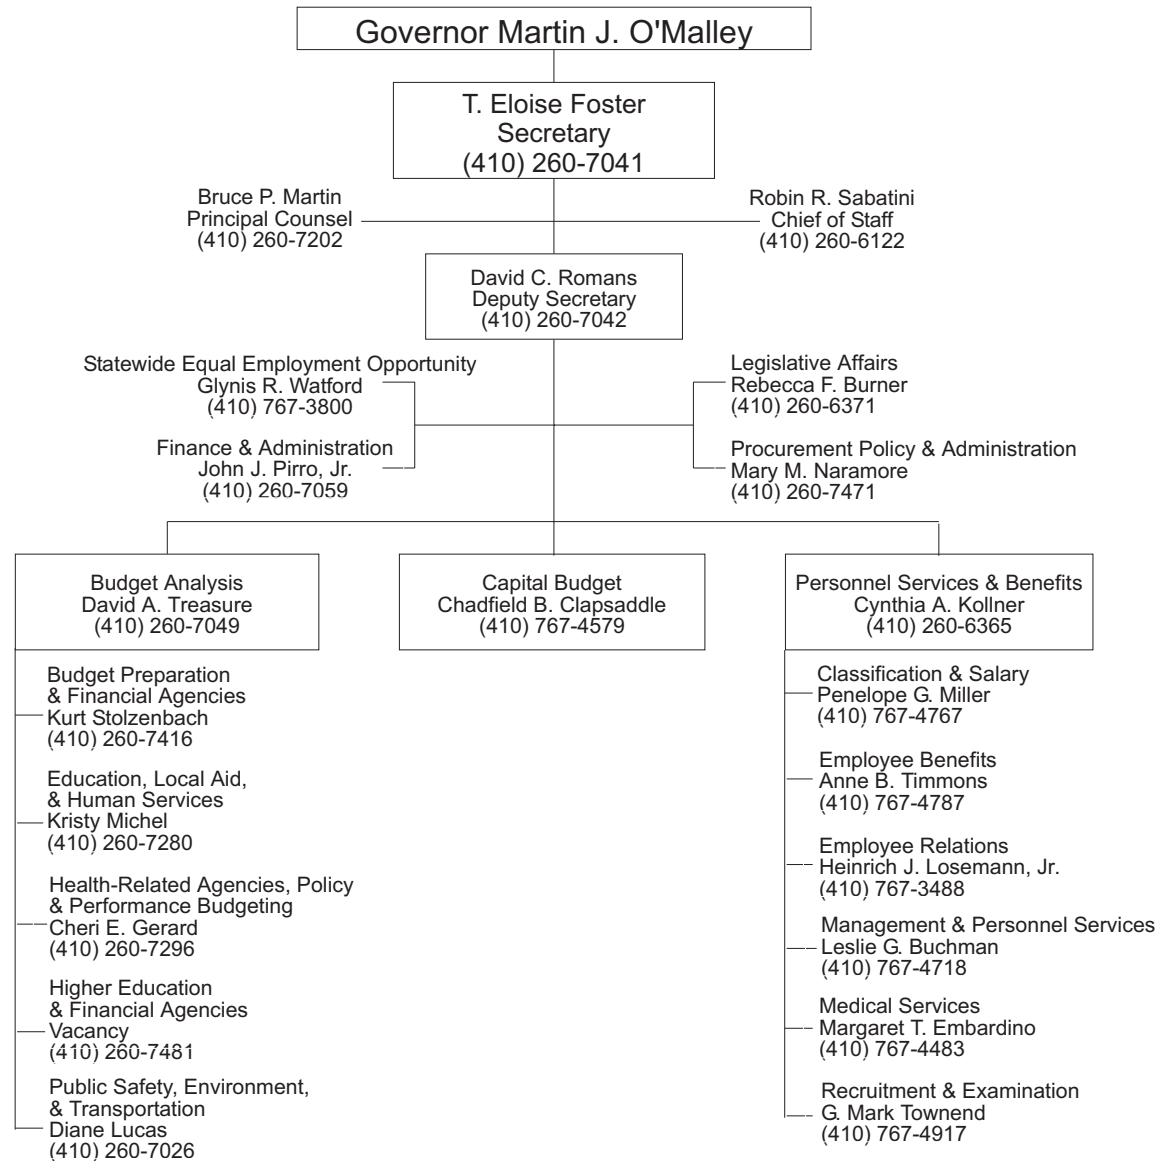 Governor Martin J. O'Malley
T. Eloise Foster
Secretary
(410) 260-7041
Bruce P. Martin
Principal Counsel
(410) 260-7202
Robin R. Sabatini
Chief of Staff
(410) 260-6122
David C. Romans
Deputy Secretary
(410) 260-7042
Statewide Equal Employment Opportunity
Glynis R. Watford
(410) 767-3800
Legislative Affairs
Rebecca F. Burner
(410) 260-6371
Finance & Administration
John J. Pirro, Jr.
(410) 260-7059
Procurement Policy & Administration
Mary M. Naramore
(410) 260-7471
Budget Analysis
David A. Treasure
(410) 260-7049
Capital Budget
Chadfield B. Clapsaddle
(410) 767-4579
Personnel Services & Benefits
Cynthia A. Kollner
(410) 260-6365
Budget Preparation
& Financial Agencies
Kurt Stolzenbach
(410) 260-7416
Education, Local Aid,
& Human Services
Kristy Michel
(410) 260-7280
Health-Related Agencies, Policy
& Performance Budgeting
Cheri E. Gerard
(410) 260-7296
Higher Education
& Financial Agencies
Vacancy
(410) 260-7481
Public Safety, Environment,
& Transportation
Diane Lucas
(410) 260-7026
Classification & Salary
Penelope G. Miller
(410) 767-4767
Employee Benefits
Anne B. Timmons
(410) 767-4787
Employee Relations
Heinrich J. Losemann, Jr.
(410) 767-3488
Management & Personnel Services
Leslie G. Buchman
(410) 767-4718
Medical Services
Margaret T. Embardino
(410) 767-4483
Recruitment & Examination
G. Mark Townend
(410) 767-4917